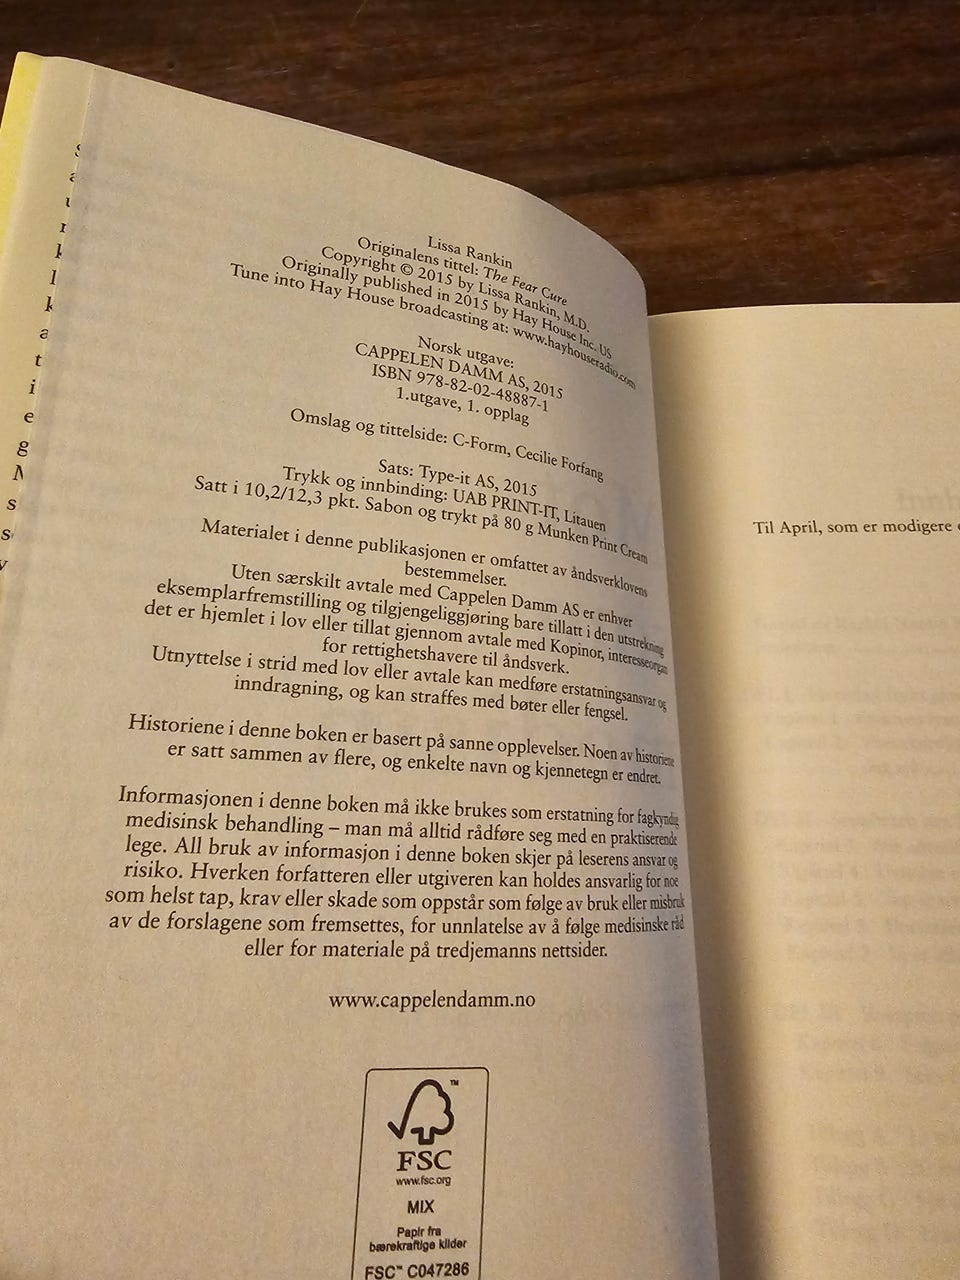 Lissa Rankin
Originalens tittel: The Fear Cure
Copyright © 2015 by Lissa Rankin, M.D.
Originally published in 2015 by Hay House Inc. US
Tune into Hay House broadcasting at: www.hayhouseradio.com
Norsk utgave:
CAPPELEN DAMM AS, 2015
ISBN 978-82-02-48887-1
1.utgave, 1. opplag
Omslag og tittelside: C-Form, Cecilie Forfang
Sats: Type-it AS, 2015
Trykk og innbinding: UAB PRINT-IT, Litauen
Satt i 10,2/12,3 pkt. Sabon og trykt på 80 g Munken Print Cream
Materialet i denne publikasjonen er omfattet av åndsverklovens
bestemmelser.
Uten særskilt avtale med Cappelen Damm AS er enhver
eksemplarfremstilling og tilgjengeliggjøring bare tillatt i den utstrekning
det er hjemlet i lov eller tillat gjennom avtale med Kopinor, interesseorgan
for rettighetshavere til åndsverk.
Utnyttelse i strid med lov eller avtale kan medføre erstatningsansvar og
inndragning, og kan straffes med bøter eller fengsel.
Historiene i denne boken er basert på sanne opplevelser. Noen av historiene
er satt sammen av flere, og enkelte navn og kjennetegn er endret.
Informasjonen i denne boken må ikke brukes som erstatning for fagkyndig
medisinsk behandling – man må alltid rådføre seg med en praktiserende
lege. All bruk av informasjon i denne boken skjer på leserens ansvar og
risiko. Hverken forfatteren eller utgiveren kan holdes ansvarlig for noe
som helst tap, krav eller skade som oppstår som følge av bruk eller misbruk
av de forslagene som fremsettes, for unnlatelse av å følge medisinske råd
eller for materiale på tredjemanns nettsider.
www.cappelendamm.no
FSC
www.fsc.org
MIX
Papir fra
bærekraftige kilder
FSC™ C047286
Til April, som er modigere